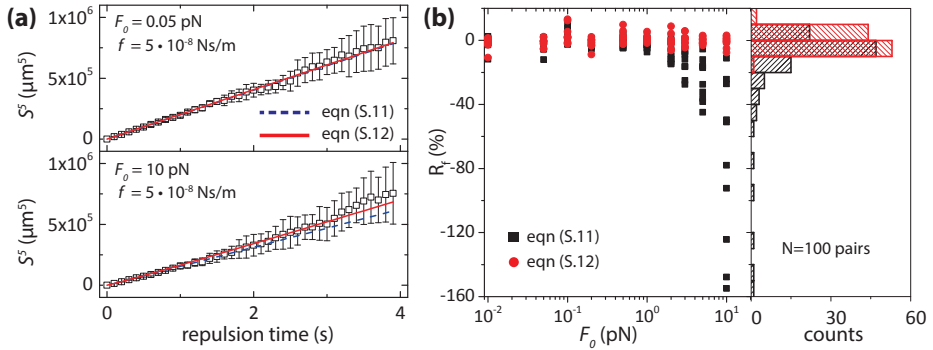 (a)
F₀ = 0.05 pN
f = 5 • 10⁻⁸ Ns/m
1x10⁶
5x10⁵
0
S⁵ (µm⁵)
eqn (S.11)
eqn (S.12)
F₀ = 10 pN
f = 5 • 10⁻⁸ Ns/m
1x10⁶
5x10⁵
0
S⁵ (µm⁵)
0 2 4
repulsion time (s)
(b)
0
-40
-80
-120
-160
R_f (%)
eqn (S.11)
eqn (S.12)
10⁻² 10⁻¹ 10⁰ 10¹
F₀ (pN)
N=100 pairs
0 30 60
counts